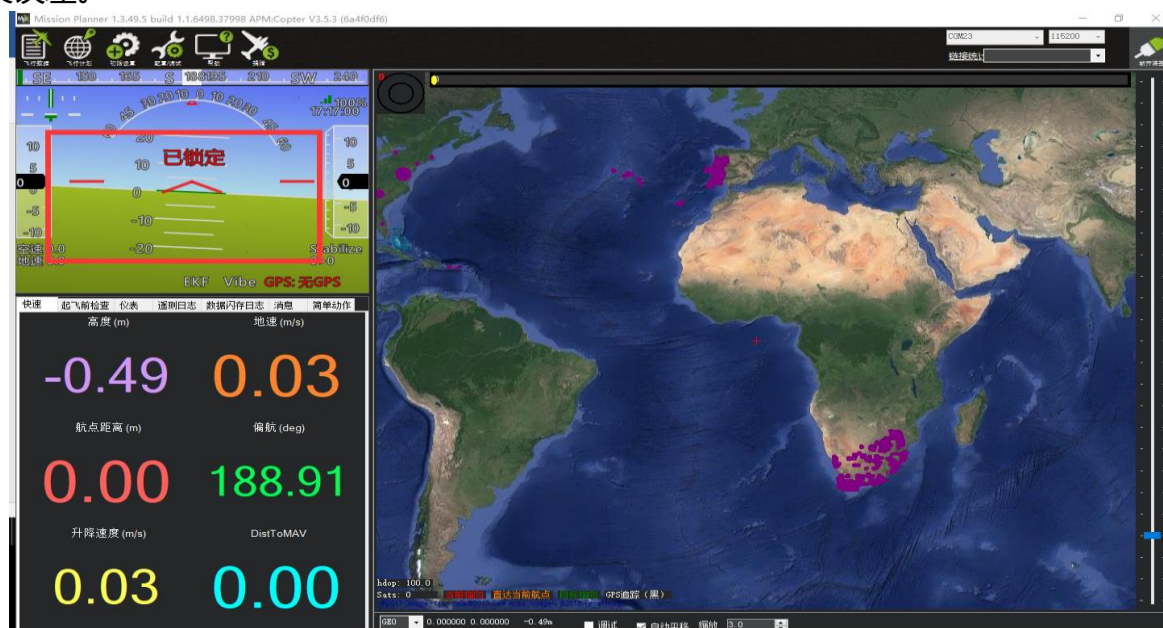 Mission Planner 1.3.49.5 build 1.1.6498.37998 APM:Copter V3.5.3 (6a4f0df6)
飞行数据 飞行计划 初始设置 配置/调试 帮助
COM23 115200
链接统计
SE 150 165 S 195 210 SW 240
100%
17:17:00
已锁定
空速 0.0
地速 0.0
Stabilize
EKF Vibe GPS: 无GPS
快速 起飞前检查 仪表 遥测日志 数据闪存日志 消息 简单动作
高度 (m) 地速 (m/s)
-0.49 0.03
航点距离 (m) 偏航 (deg)
0.00 188.91
升降速度 (m/s) DistToMAV
0.03 0.00
hdop: 100.0
Sats: 0 直达当前航点 GPS追踪 (黑)
GEO 0.000000 0.000000 -0.49m 调试 自动平移 缩放 3.0